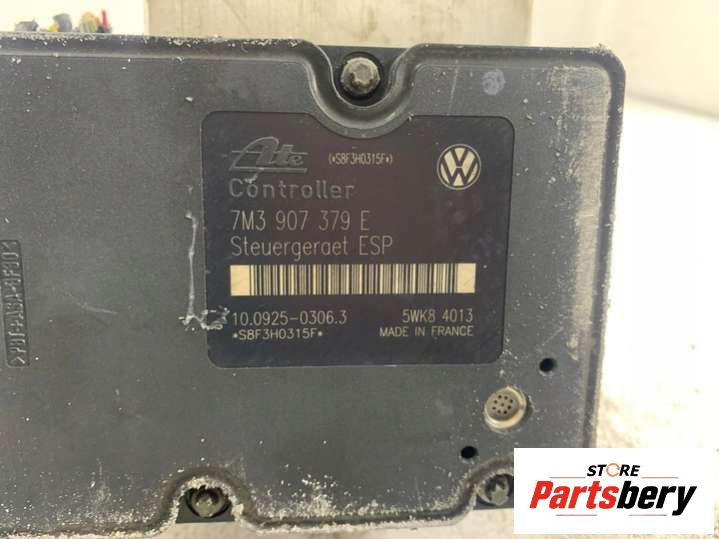 Ate (*S8F3H0315F*)
Controller
7M3 907 379 E
Steuergeraet ESP
10.0925-0306.3 5WK8 4013
*S8F3H0315F* MADE IN FRANCE
STORE
Partsbery